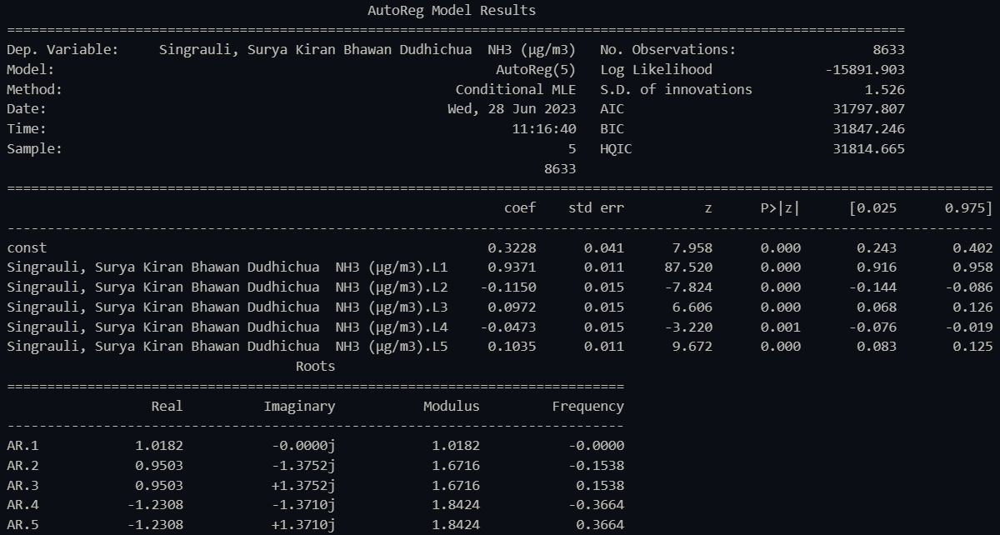 AutoReg Model Results
==============================================================================================================
Dep. Variable:     Singrauli, Surya Kiran Bhawan Dudhichua  NH3 (µg/m3)   No. Observations:                 8633
Model:                                                       AutoReg(5)   Log Likelihood              -15891.903
Method:                                                 Conditional MLE   S.D. of innovations              1.526
Date:                                                  Wed, 28 Jun 2023   AIC                          31797.807
Time:                                                          11:16:40   BIC                          31847.246
Sample:                                                               5   HQIC                         31814.665
                                                                   8633
===========================================================================================================================
                                                              coef    std err          z      P>|z|      [0.025      0.975]
---------------------------------------------------------------------------------------------------------------------------
const                                                       0.3228      0.041      7.958      0.000       0.243       0.402
Singrauli, Surya Kiran Bhawan Dudhichua  NH3 (µg/m3).L1     0.9371      0.011     87.520      0.000       0.916       0.958
Singrauli, Surya Kiran Bhawan Dudhichua  NH3 (µg/m3).L2    -0.1150      0.015     -7.824      0.000      -0.144      -0.086
Singrauli, Surya Kiran Bhawan Dudhichua  NH3 (µg/m3).L3     0.0972      0.015      6.606      0.000       0.068       0.126
Singrauli, Surya Kiran Bhawan Dudhichua  NH3 (µg/m3).L4    -0.0473      0.015     -3.220      0.001      -0.076      -0.019
Singrauli, Surya Kiran Bhawan Dudhichua  NH3 (µg/m3).L5     0.1035      0.011      9.672      0.000       0.083       0.125
                                    Roots
=============================================================================
                  Real          Imaginary           Modulus         Frequency
-----------------------------------------------------------------------------
AR.1            1.0182           -0.0000j            1.0182           -0.0000
AR.2            0.9503           -1.3752j            1.6716           -0.1538
AR.3            0.9503           +1.3752j            1.6716            0.1538
AR.4           -1.2308           -1.3710j            1.8424           -0.3664
AR.5           -1.2308           +1.3710j            1.8424            0.3664